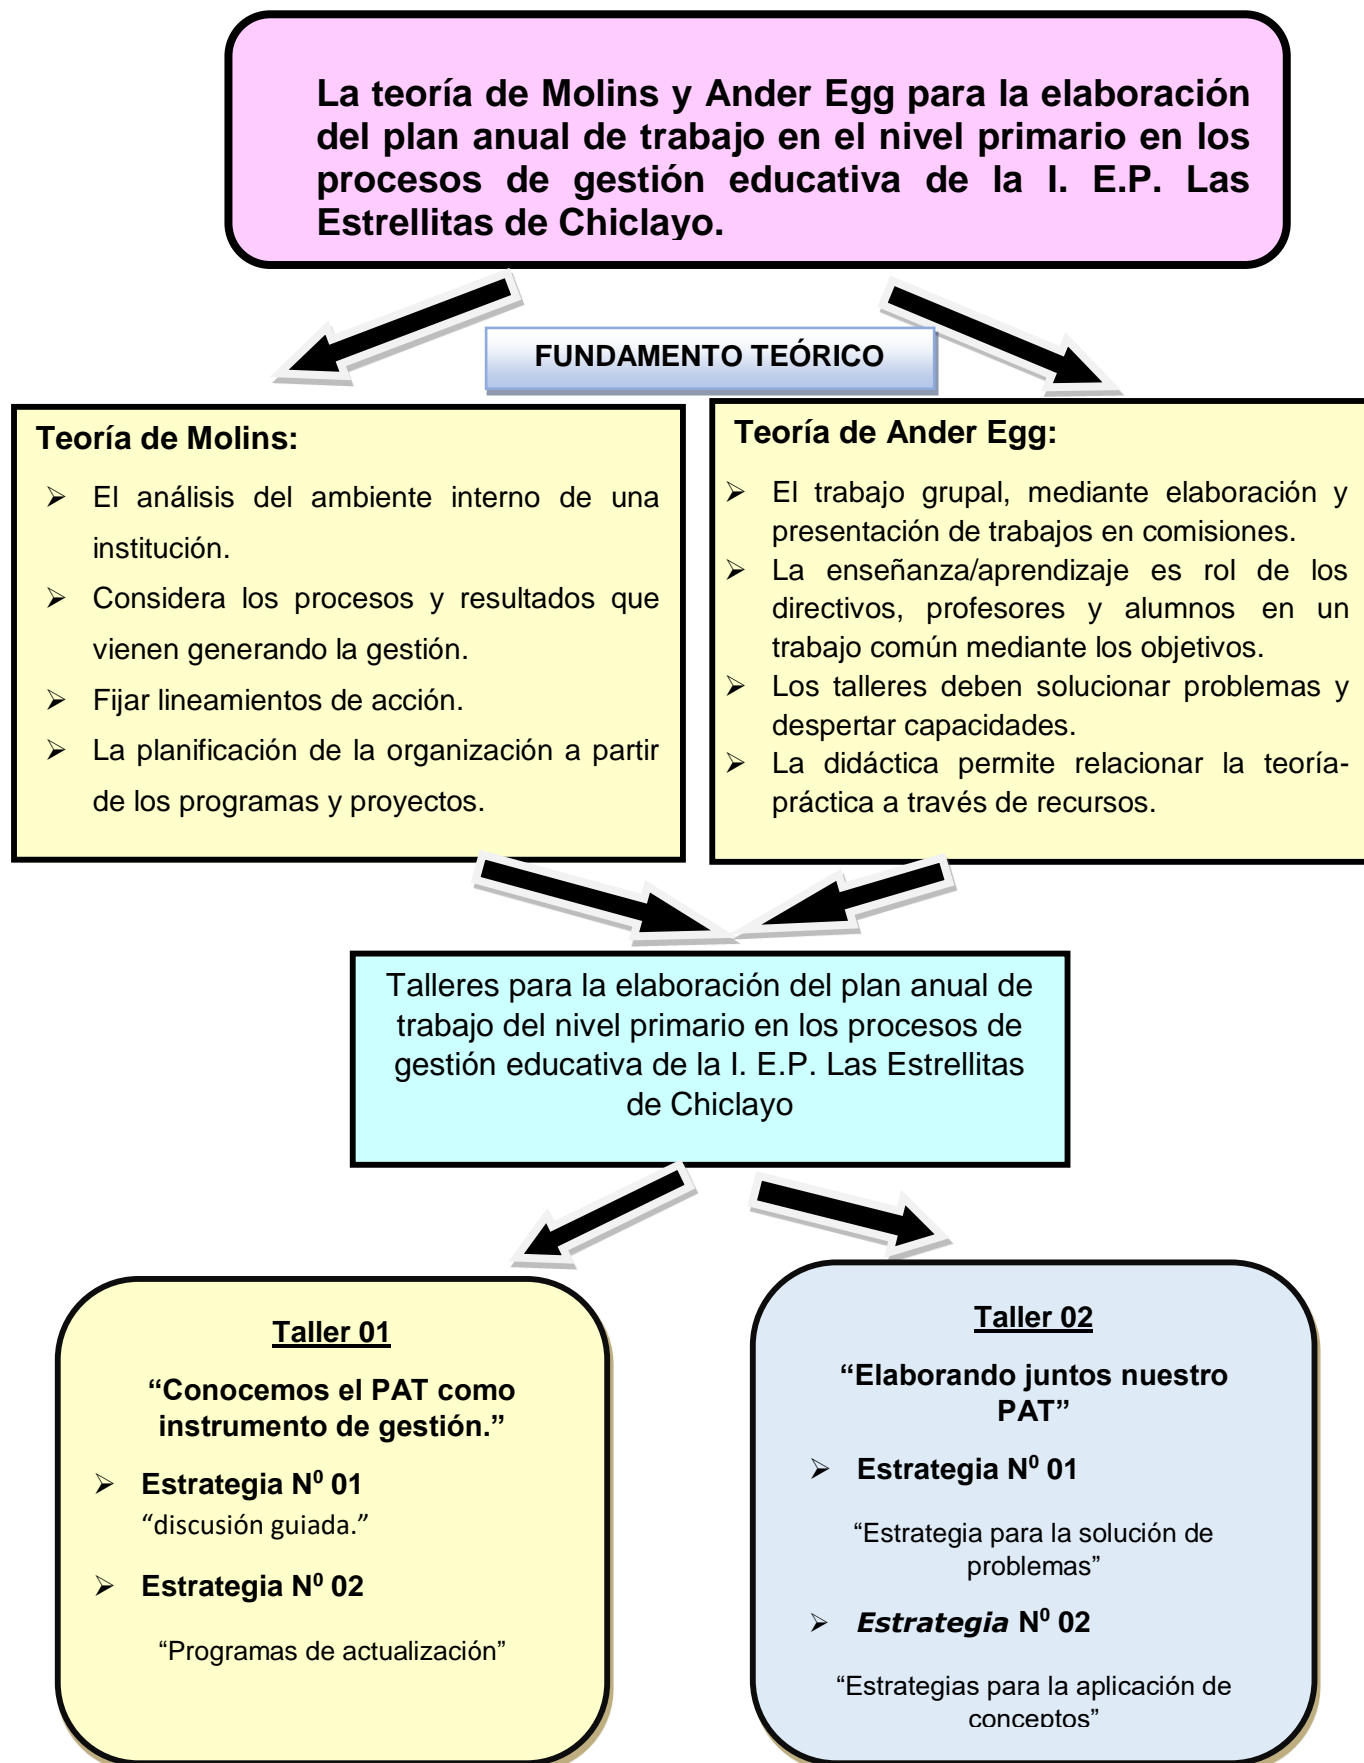 La teoría de Molins y Ander Egg para la elaboración
del plan anual de trabajo en el nivel primario en los
procesos de gestión educativa de la I. E.P. Las
Estrellitas de Chiclayo.
FUNDAMENTO TEÓRICO
Teoría de Molins:
➢ El análisis del ambiente interno de una
institución.
➢ Considera los procesos y resultados que
vienen generando la gestión.
➢ Fijar lineamientos de acción.
➢ La planificación de la organización a partir
de los programas y proyectos.
Teoría de Ander Egg:
➢ El trabajo grupal, mediante elaboración y
presentación de trabajos en comisiones.
➢ La enseñanza/aprendizaje es rol de los
directivos, profesores y alumnos en un
trabajo común mediante los objetivos.
➢ Los talleres deben solucionar problemas y
despertar capacidades.
➢ La didáctica permite relacionar la teoría-
práctica a través de recursos.
Talleres para la elaboración del plan anual de
trabajo del nivel primario en los procesos de
gestión educativa de la I. E.P. Las Estrellitas
de Chiclayo
Taller 01
“Conocemos el PAT como
instrumento de gestión.”
➢ Estrategia N⁰ 01
“discusión guiada.”
➢ Estrategia N⁰ 02
“Programas de actualización”
Taller 02
“Elaborando juntos nuestro
PAT”
➢ Estrategia N⁰ 01
“Estrategia para la solución de
problemas”
➢ Estrategia N⁰ 02
“Estrategias para la aplicación de
conceptos”